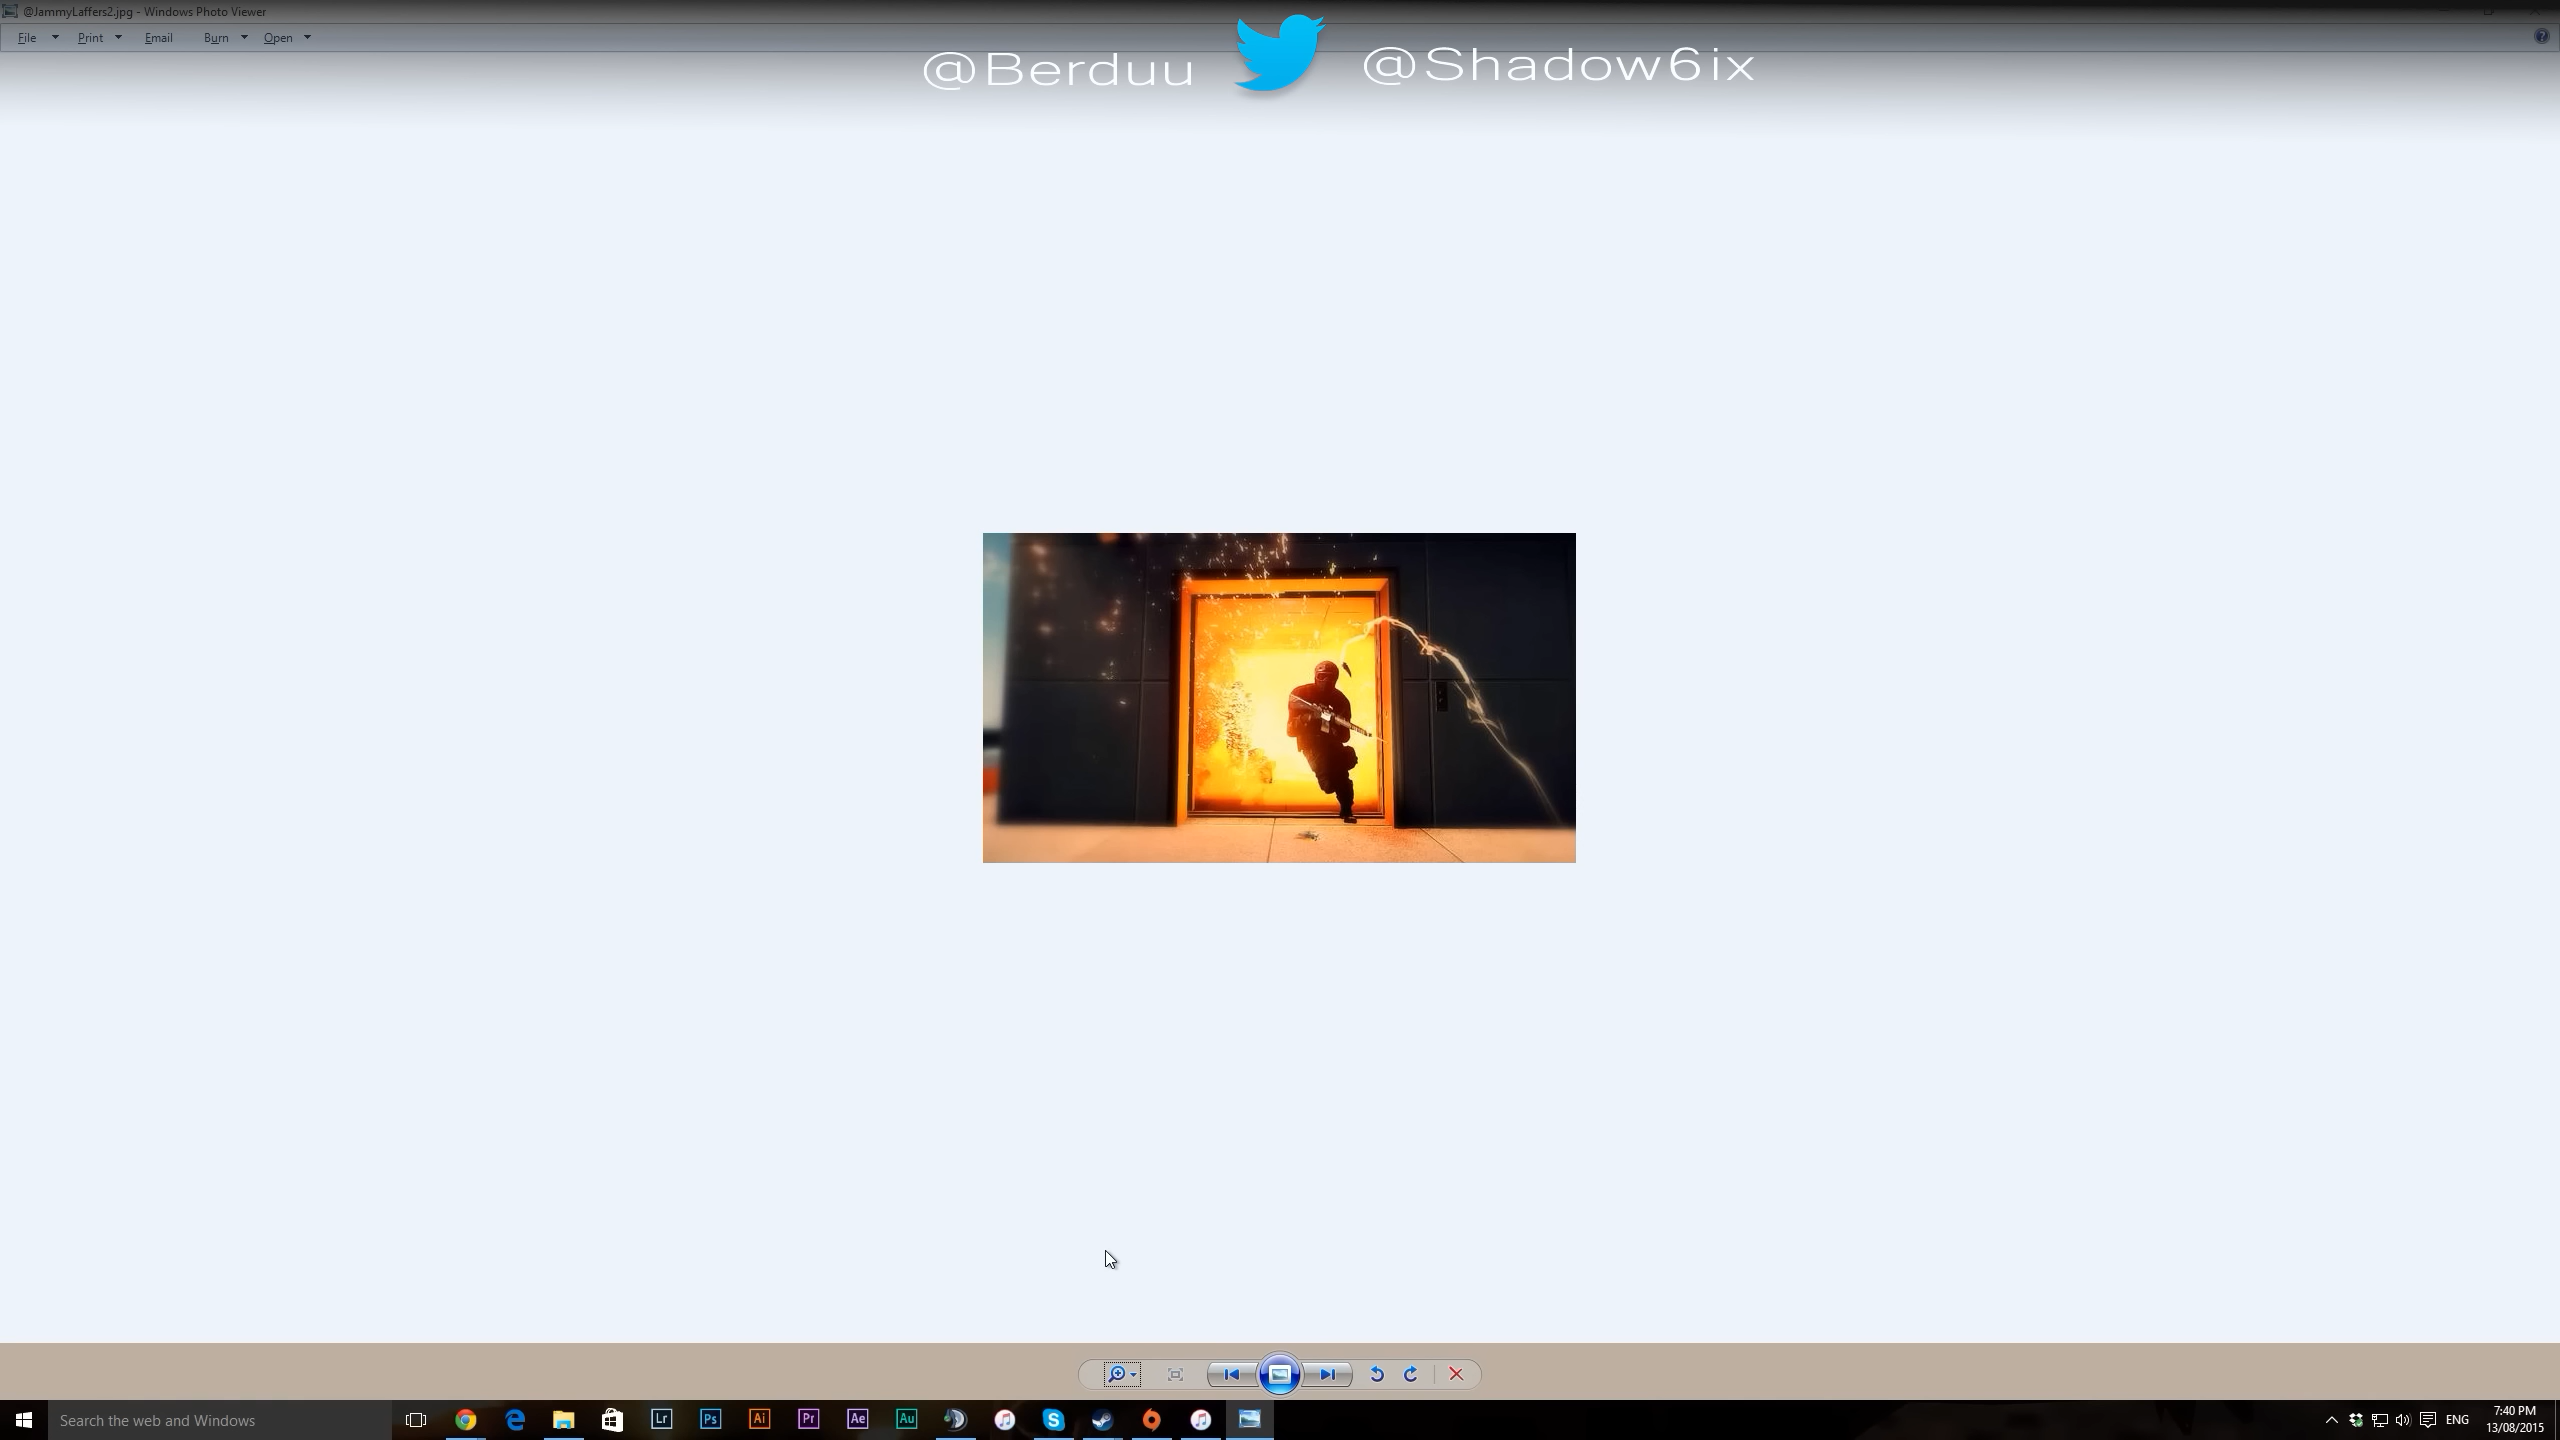 @JammyLaffers2.jpg - Windows Photo Viewer
File Print Email Burn Open
@Berduu @Shadow6ix
Search the web and Windows
Lr Ps Ai Pr Ae Au
ENG
7:40 PM
13/08/2015